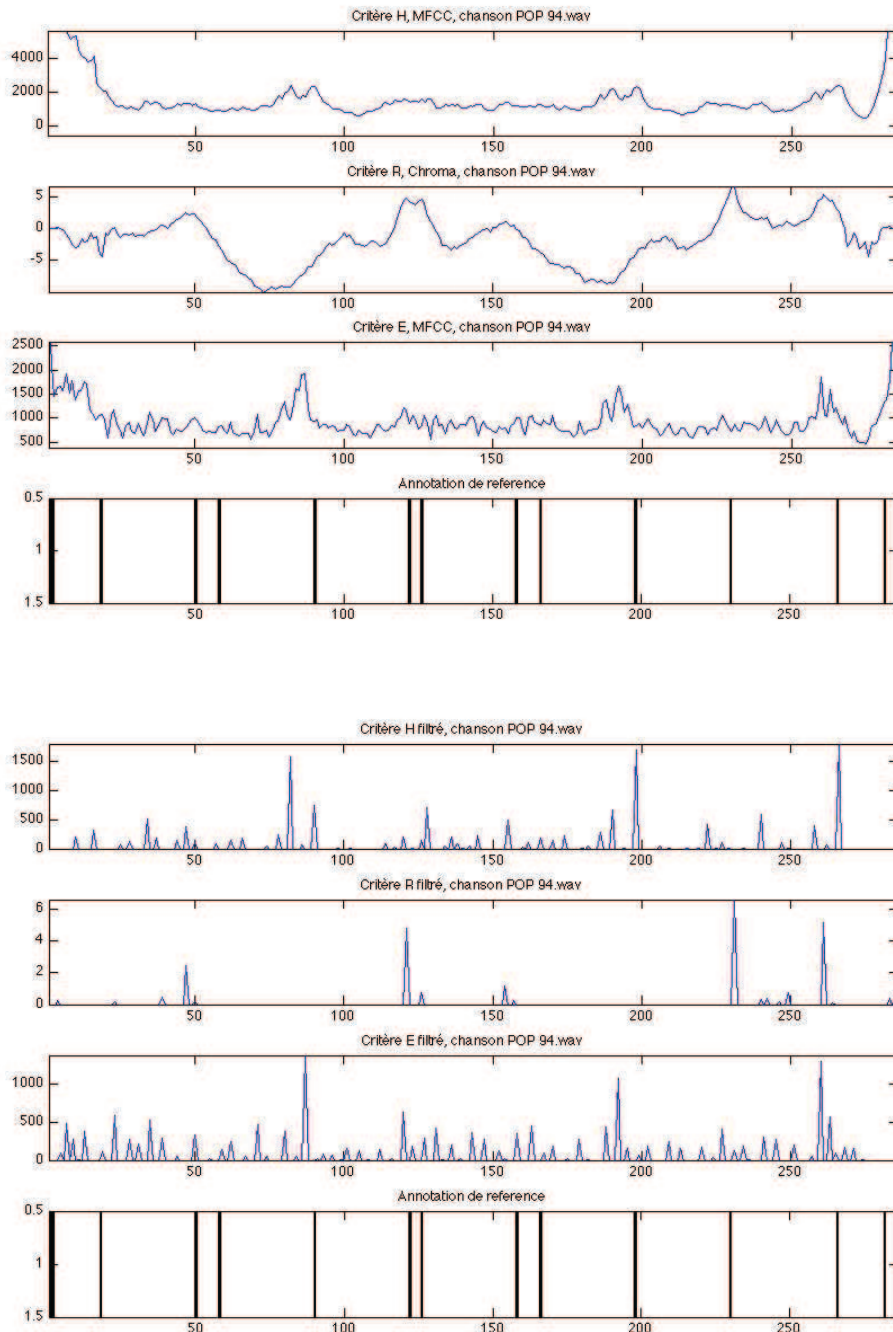 Critère H, MFCC, chanson POP 94.wav
4000
2000
0
50 100 150 200 250
Critère R, Chroma, chanson POP 94.wav
5
0
-5
50 100 150 200 250
Critère E, MFCC, chanson POP 94.wav
2500
2000
1500
1000
500
50 100 150 200 250
Annotation de reference
0.5
1
1.5
50 100 150 200 250
Critère H filtré, chanson POP 94.wav
1500
1000
500
0
50 100 150 200 250
Critère R filtré, chanson POP 94.wav
6
4
2
0
50 100 150 200 250
Critère E filtré, chanson POP 94.wav
1000
500
0
50 100 150 200 250
Annotation de reference
0.5
1
1.5
50 100 150 200 250